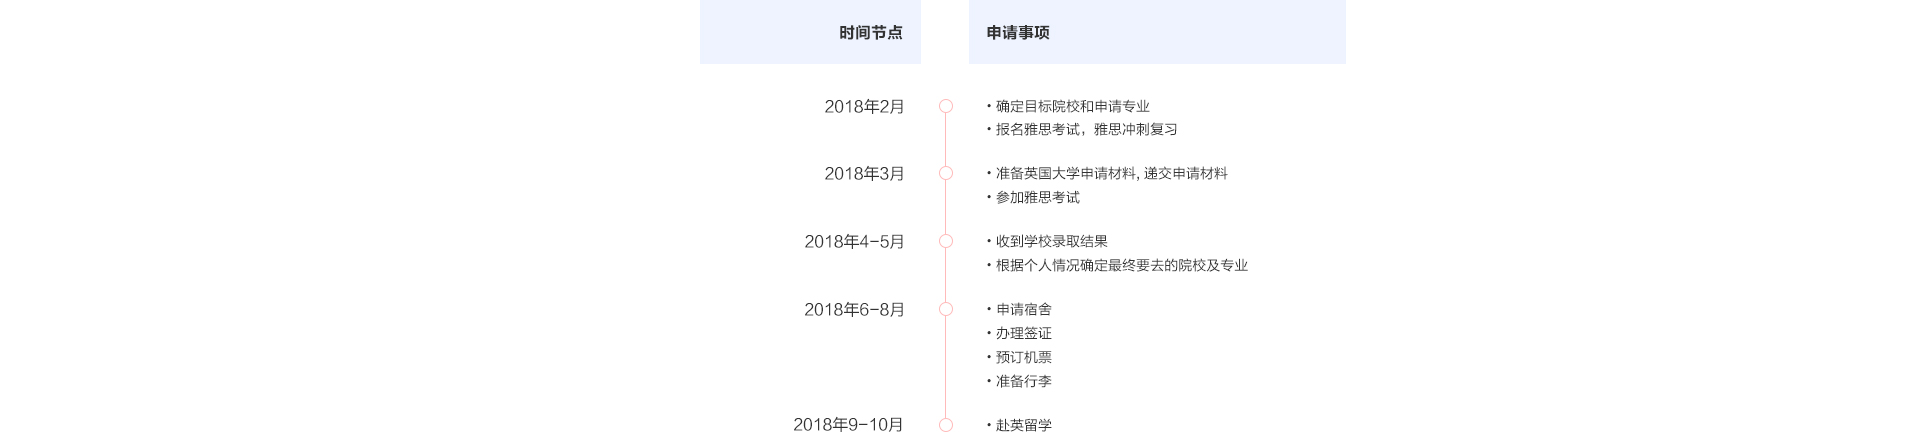 时间节点 申请事项
2018年2月 • 确定目标院校和申请专业
• 报名雅思考试，雅思冲刺复习
2018年3月 • 准备英国大学申请材料, 递交申请材料
• 参加雅思考试
2018年4-5月 • 收到学校录取结果
• 根据个人情况确定最终要去的院校及专业
2018年6-8月 • 申请宿舍
• 办理签证
• 预订机票
• 准备行李
2018年9-10月 • 赴英留学